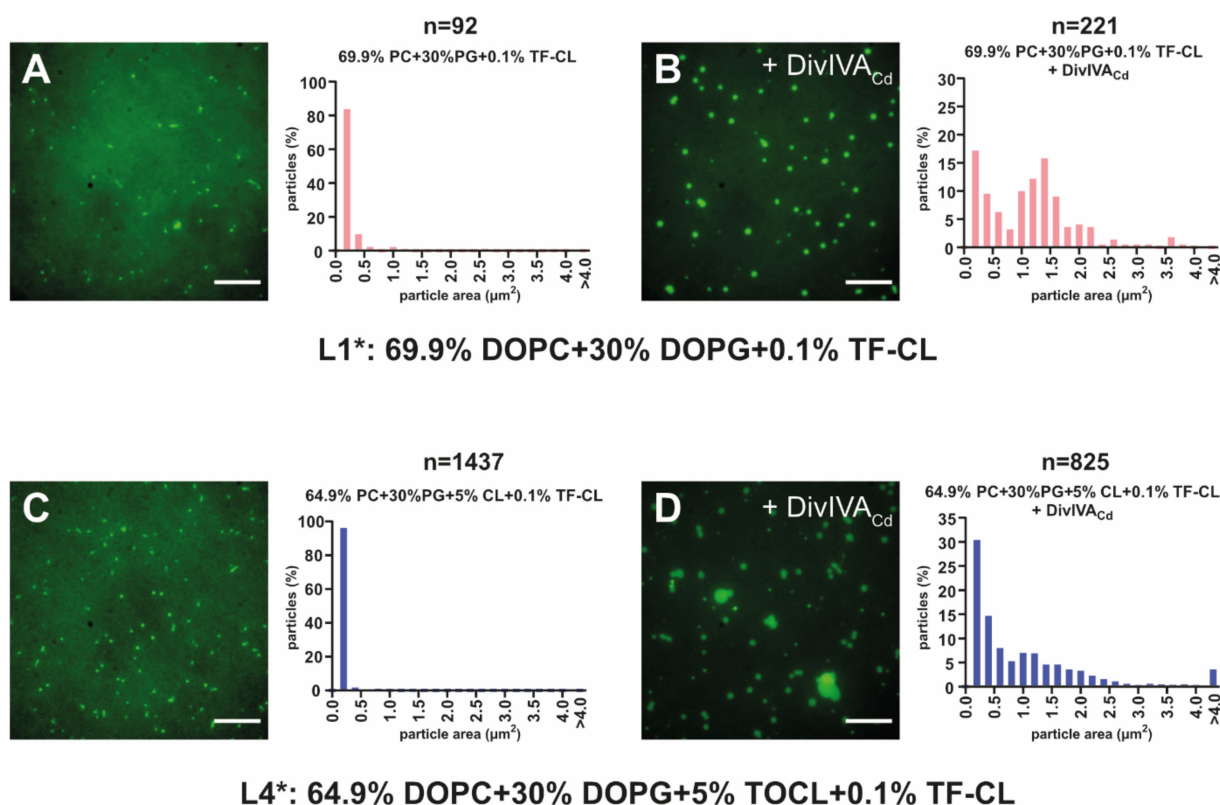 n=92
69.9% PC+30%PG+0.1% TF-CL
A
particles (%)
100
80
60
40
20
0
0.0
0.5
1.0
1.5
2.0
2.5
3.0
3.5
4.0
>4.0
particle area (µm²)
n=221
69.9% PC+30%PG+0.1% TF-CL
+ DivIVACd
B
+ DivIVACd
particles (%)
30
25
20
15
10
5
0
0.0
0.5
1.0
1.5
2.0
2.5
3.0
3.5
4.0
>4.0
particle area (µm²)
L1*: 69.9% DOPC+30% DOPG+0.1% TF-CL
n=1437
64.9% PC+30%PG+5% CL+0.1% TF-CL
C
particles (%)
100
80
60
40
20
0
0.0
0.5
1.0
1.5
2.0
2.5
3.0
3.5
4.0
>4.0
particle area (µm²)
n=825
64.9% PC+30%PG+5% CL+0.1% TF-CL
+ DivIVACd
D
+ DivIVACd
particles (%)
35
30
25
20
15
10
5
0
0.0
0.5
1.0
1.5
2.0
2.5
3.0
3.5
4.0
>4.0
particle area (µm²)
L4*: 64.9% DOPC+30% DOPG+5% TOCL+0.1% TF-CL